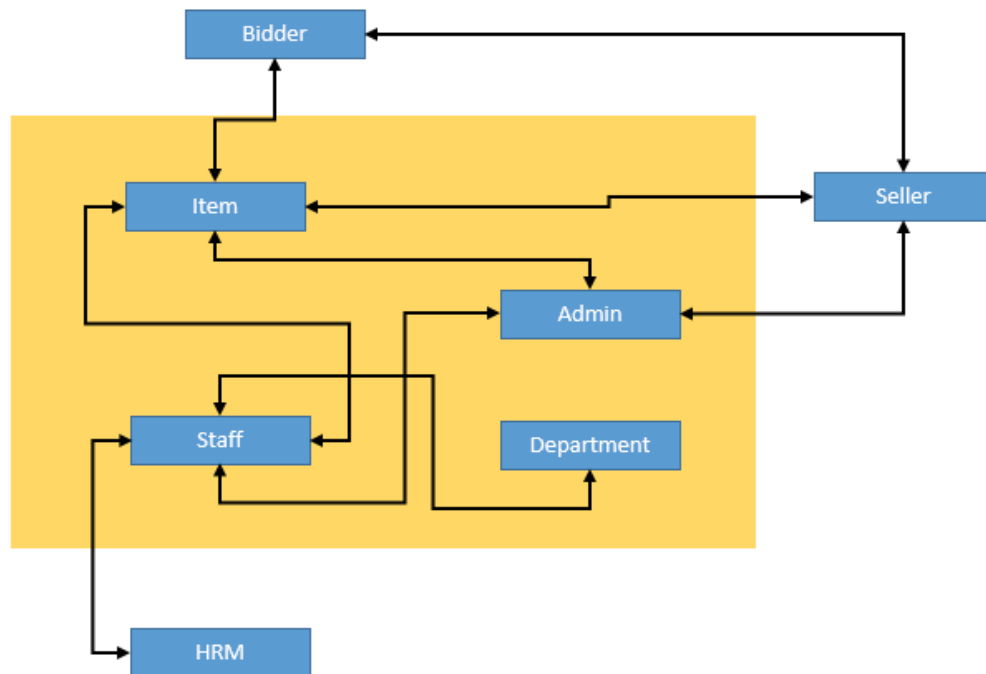 Bidder
Item
Seller
Admin
Staff
Department
HRM